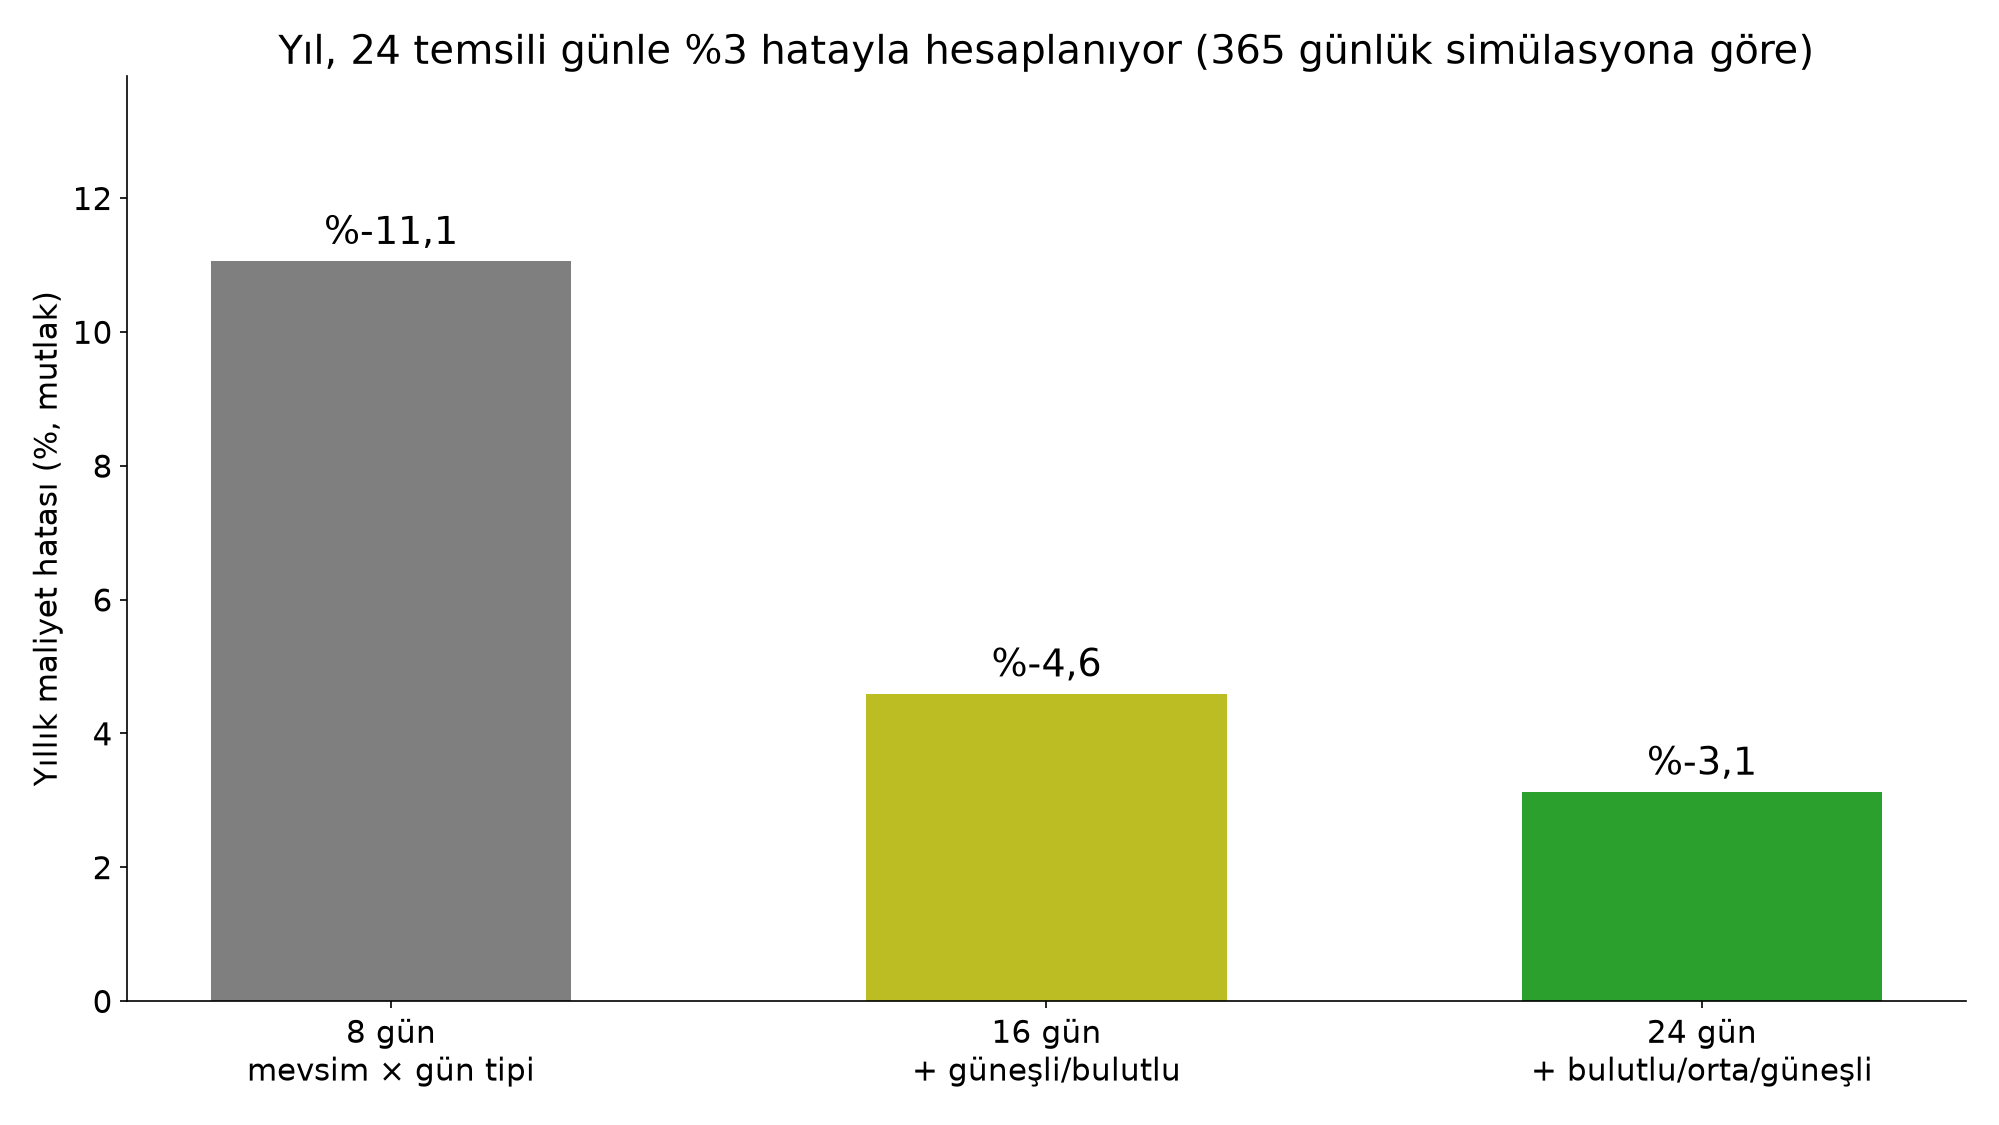 Yıl, 24 temsili günle %3 hatayla hesaplanıyor (365 günlük simülasyona göre)
Yıllık maliyet hatası (%, mutlak)
12
10
8
6
4
2
0
%-11,1
%-4,6
%-3,1
8 gün
mevsim × gün tipi
16 gün
+ güneşli/bulutlu
24 gün
+ bulutlu/orta/güneşli